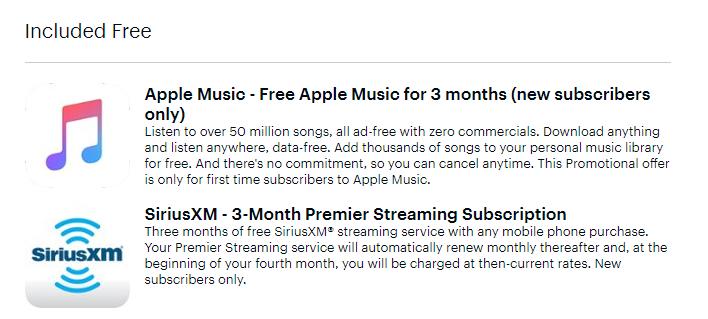 Included Free
Apple Music - Free Apple Music for 3 months (new subscribers
only)
Listen to over 50 million songs, all ad-free with zero commercials. Download anything
and listen anywhere, data-free. Add thousands of songs to your personal music library
for free. And there's no commitment, so you can cancel anytime. This Promotional offer
is only for first time subscribers to Apple Music.
SiriusXM
SiriusXM - 3-Month Premier Streaming Subscription
Three months of free SiriusXM® streaming service with any mobile phone purchase.
Your Premier Streaming service will automatically renew monthly thereafter and, at the
beginning of your fourth month, you will be charged at then-current rates. New
subscribers only.